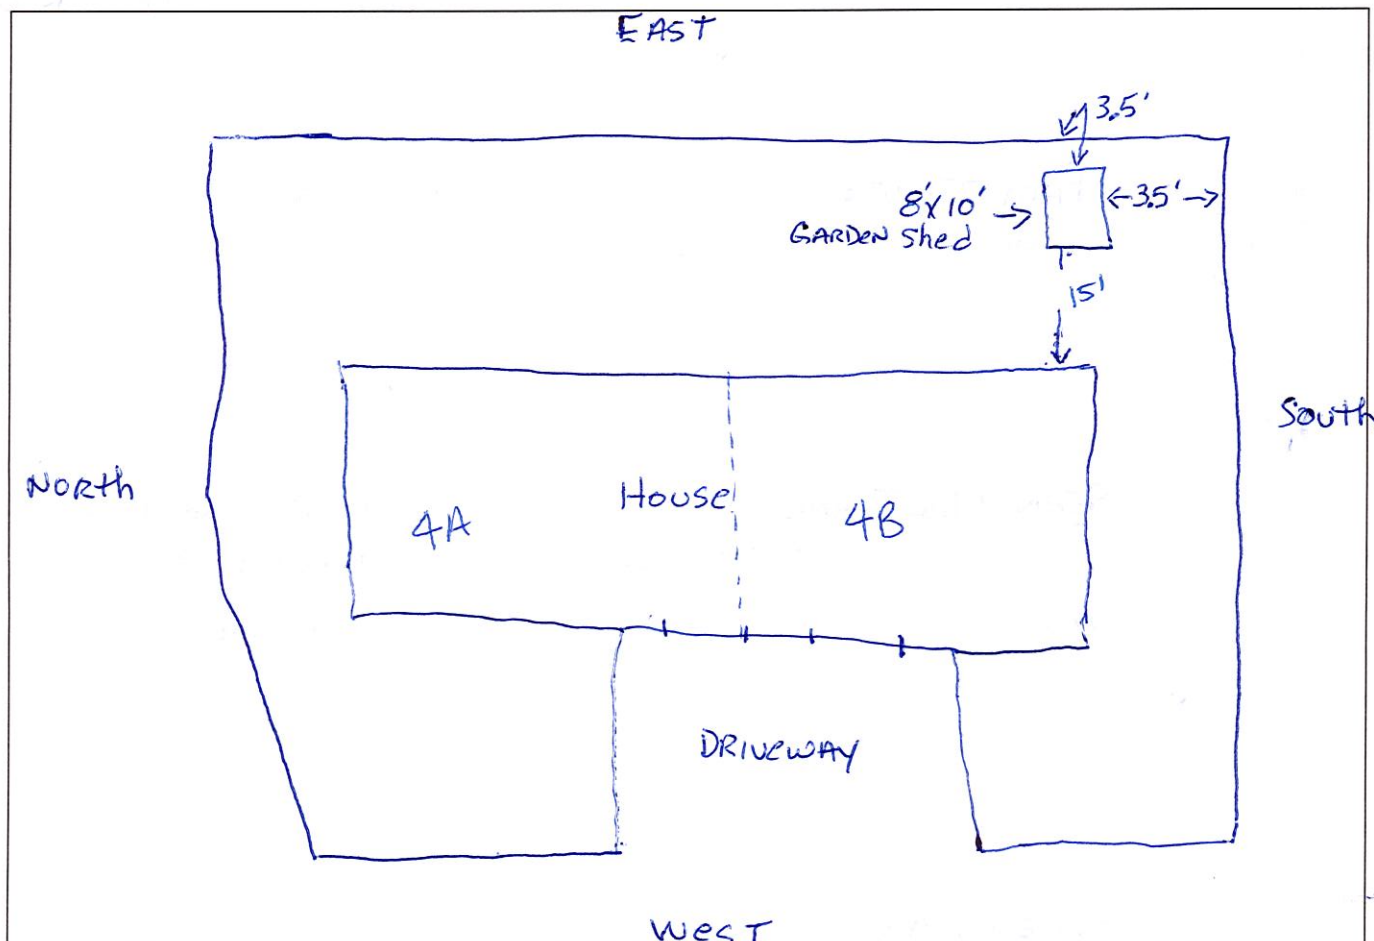 EAST
3.5'
8'x10'
GARDEN Shed
3.5'
15'
South
North
House
4A
4B
DRIVEWAY
West